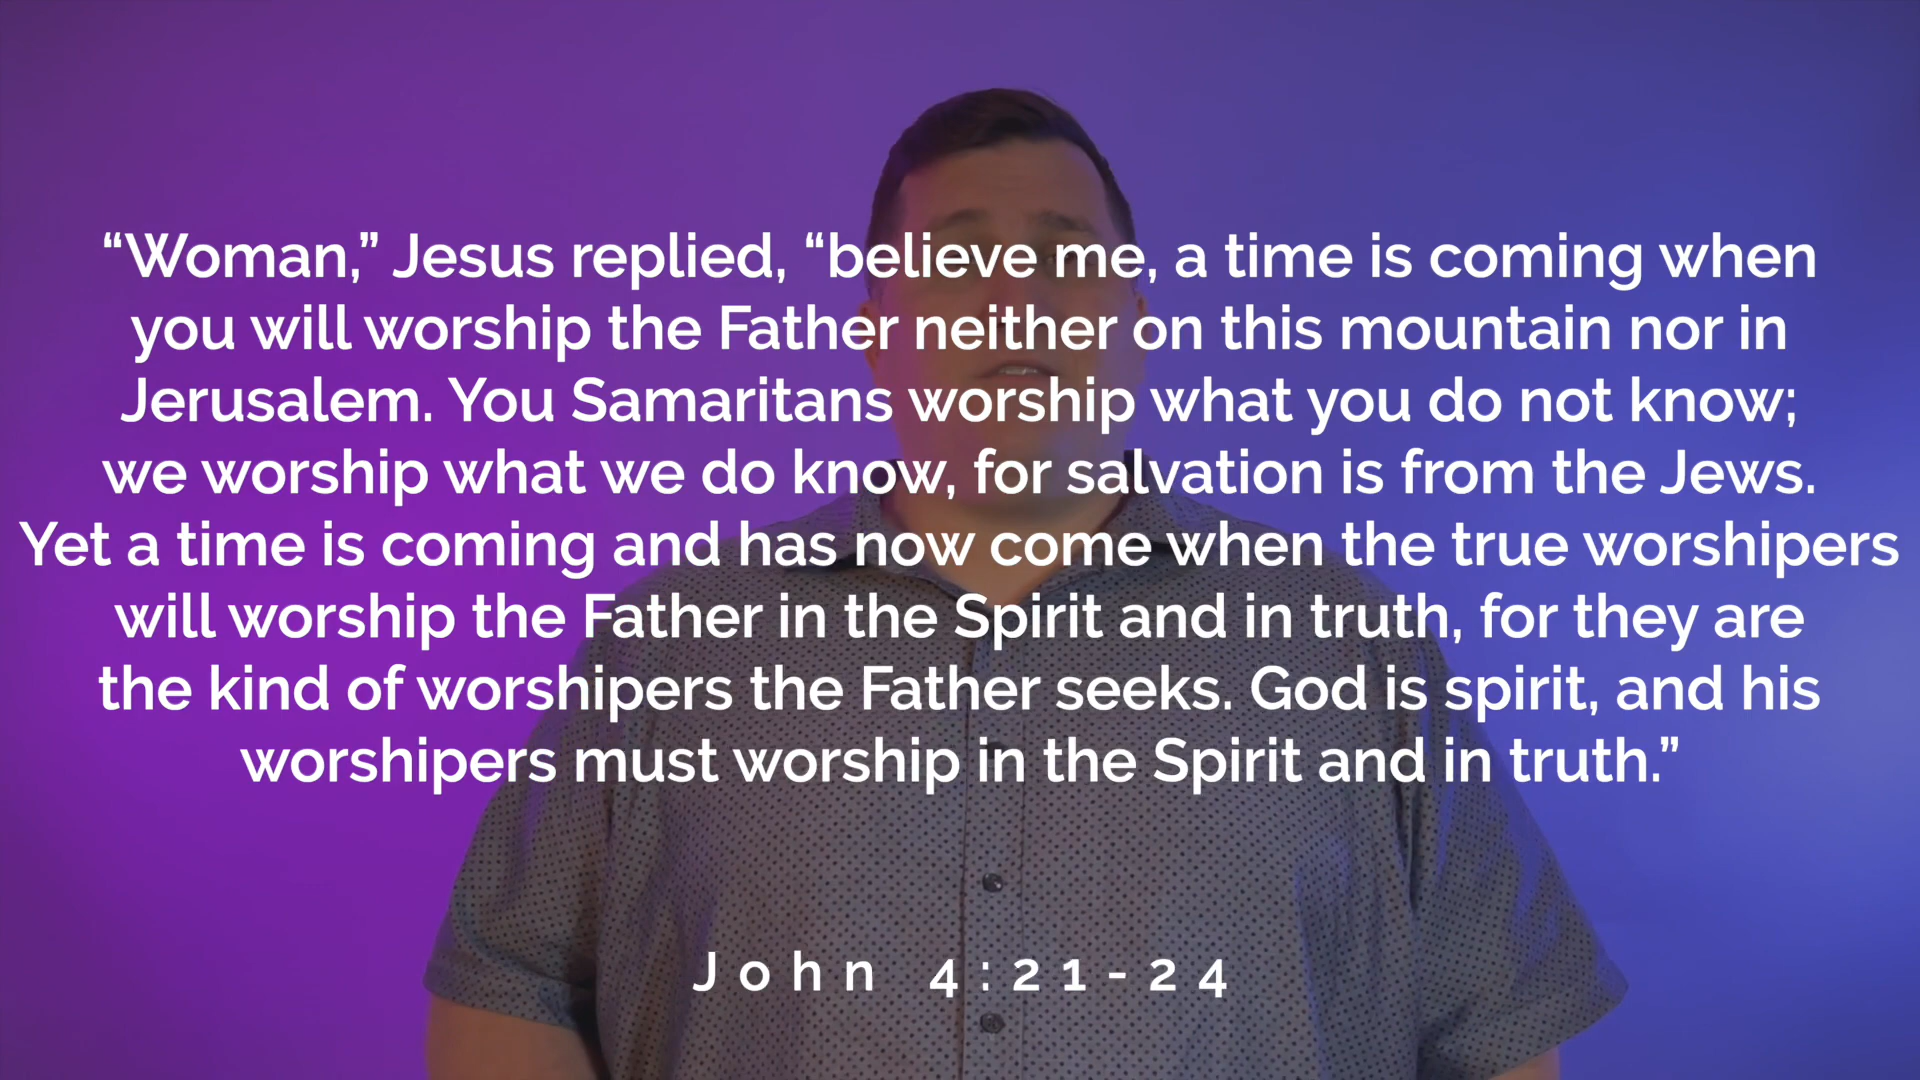 “Woman,” Jesus replied, “believe me, a time is coming when
you will worship the Father neither on this mountain nor in
Jerusalem. You Samaritans worship what you do not know;
we worship what we do know, for salvation is from the Jews.
Yet a time is coming and has now come when the true worshipers
will worship the Father in the Spirit and in truth, for they are
the kind of worshipers the Father seeks. God is spirit, and his
worshipers must worship in the Spirit and in truth.”
John 4:21-24